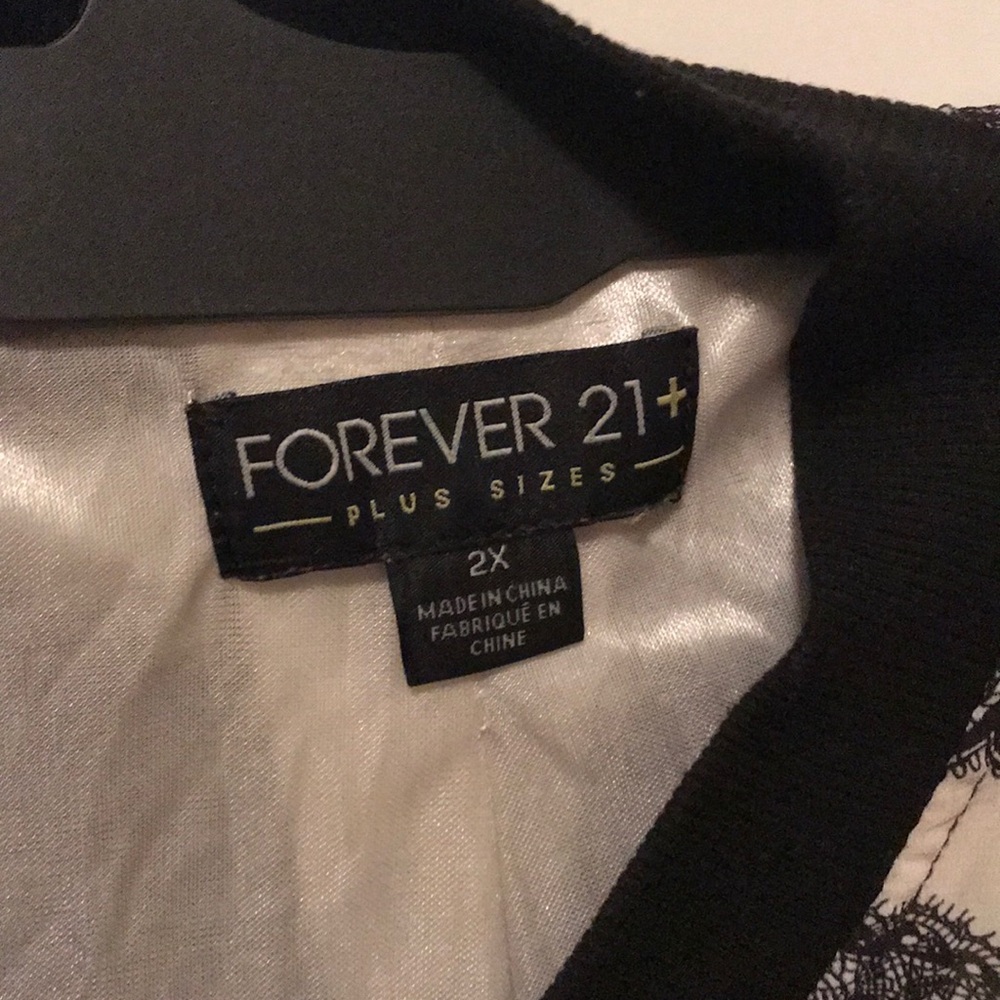 FOREVER 21+
PLUS SIZES
2X
MADE IN CHINA
FABRIQUÉ EN
CHINE